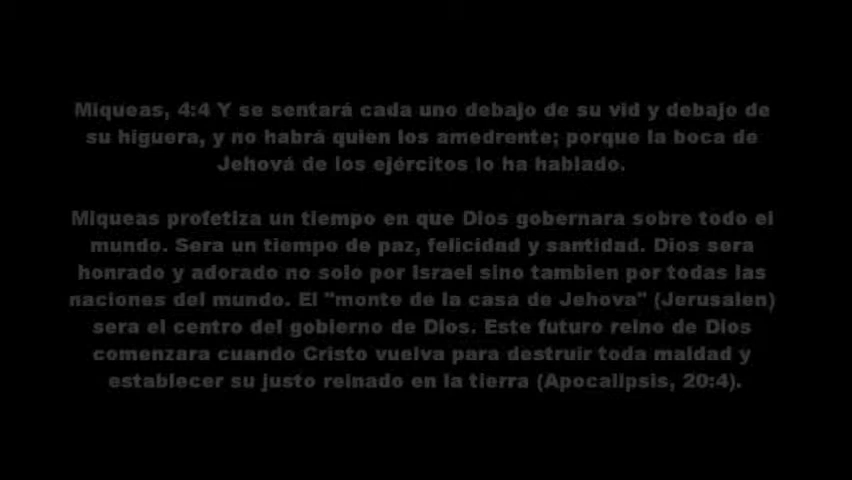 Miqueas, 4:4 Y se sentará cada uno debajo de su vid y debajo de
su higuera, y no habrá quien los amedrente; porque la boca de
Jehová de los ejércitos lo ha hablado.
Miqueas profetiza un tiempo en que Dios gobernara sobre todo el
mundo. Sera un tiempo de paz, felicidad y santidad. Dios sera
honrado y adorado no solo por Israel sino tambien por todas las
naciones del mundo. El "monte de la casa de Jehova" (Jerusalen)
sera el centro del gobierno de Dios. Este futuro reino de Dios
comenzara cuando Cristo vuelva para destruir toda maldad y
establecer su justo reinado en la tierra (Apocalipsis, 20:4).